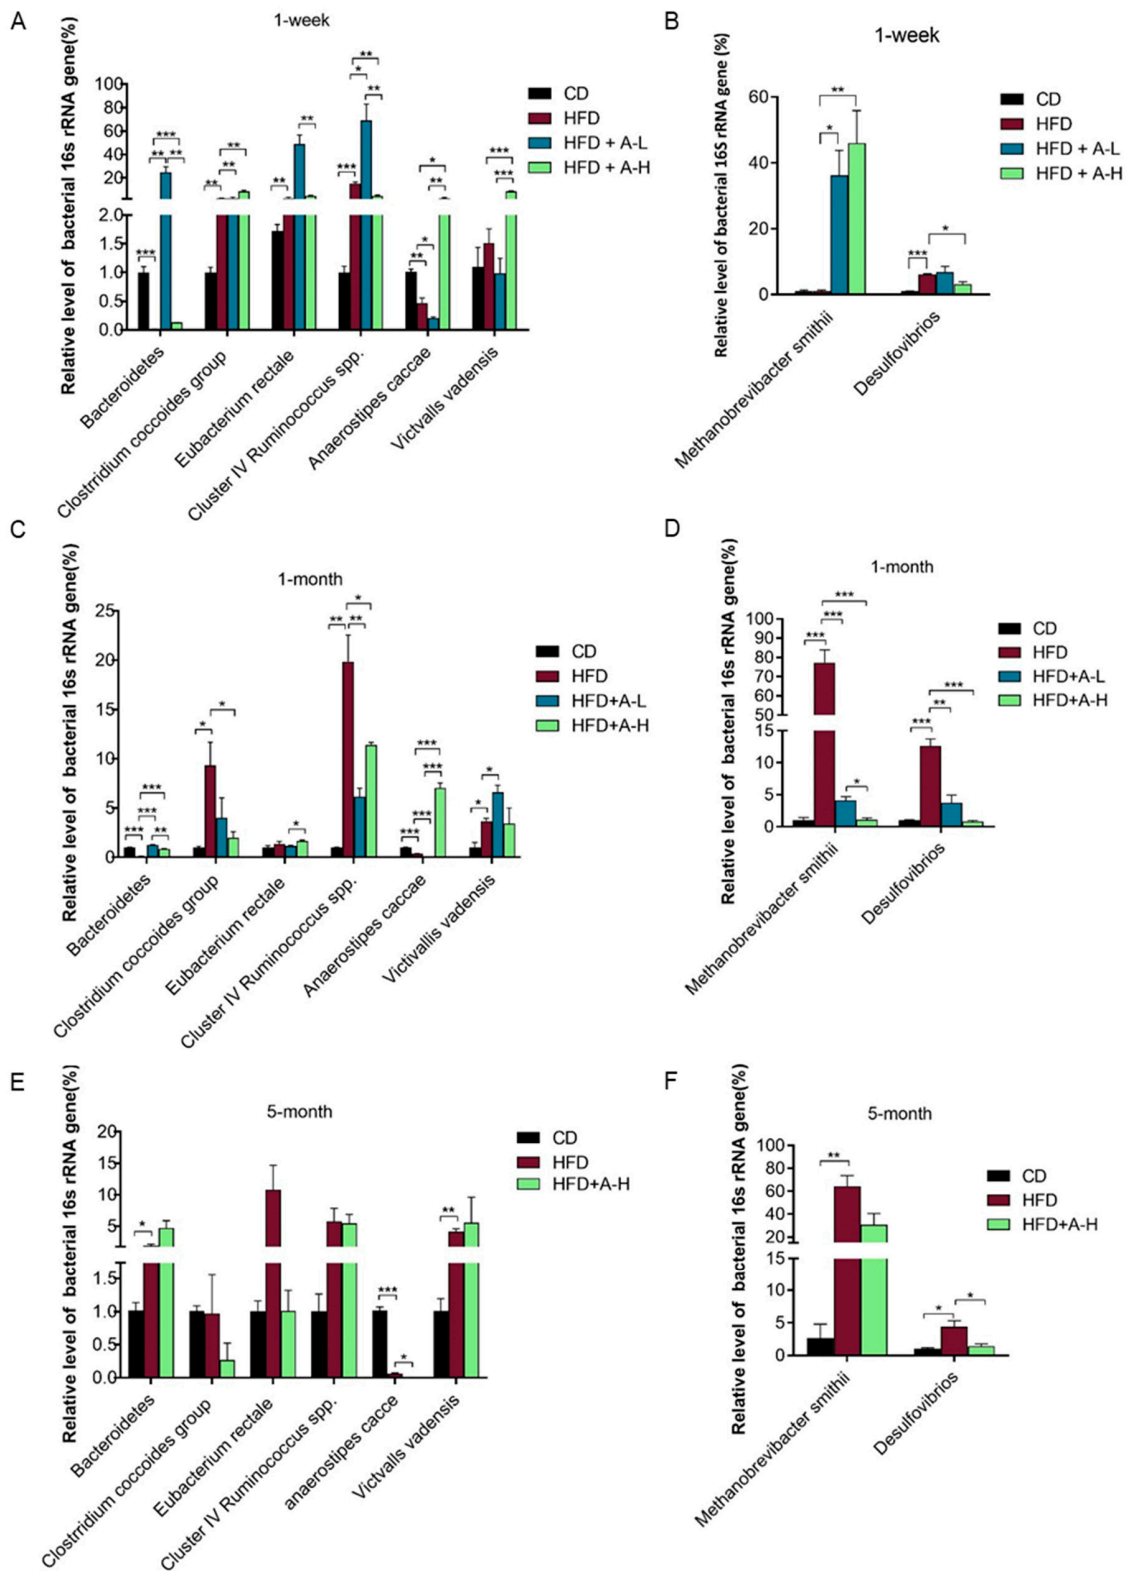 A
1-week
Relative level of bacterial 16s rRNA gene(%)
100
80
60
40
20
2.0
1.5
1.0
0.5
0.0
*** ** **
***
** ** **
** **
*** * ** **
** * ** *
*** ***
CD
HFD
HFD + A-L
HFD + A-H
Bacteroidetes
Clostrridium coccoides group
Eubacterium rectale
Cluster IV Ruminococcus spp.
Anaerostipes caccae
Victvalls vadensis
B
1-week
Relative level of bacterial 16S rRNA gene (%)
60
40
20
0
* **
*** *
CD
HFD
HFD + A-L
HFD + A-H
Methanobrevibacter smithii
Desulfovibrios
C
1-month
Relative level of bacterial 16s rRNA gene(%)
25
20
15
10
5
0
*** *** *** **
* *
*
** ** *
*** *** *** ***
* *
CD
HFD
HFD+A-L
HFD+A-H
Bacteroidetes
Clostridium coccoides group
Eubacterium rectale
Cluster IV Ruminococcus spp.
Anaerostipes caccae
Victivallis vadensis
D
1-month
Relative level of bacterial 16s rRNA gene(%)
100
90
80
70
60
50
15
10
5
0
*** *** *** *
*** ** ***
CD
HFD
HFD+A-L
HFD+A-H
Methanobrevibacter smithii
Desulfovibrios
E
5-month
Relative level of bacterial 16s rRNA gene(%)
20
15
10
5
1.5
1.0
0.5
0.0
*
*** *
**
CD
HFD
HFD+A-H
Bacteroidetes
Clostrridium coccoides group
Eubacterium rectale
Cluster IV Ruminococcus spp.
anaerostipes cacce
Victvalls vadensis
F
5-month
Relative level of bacterial 16s rRNA gene(%)
100
80
60
40
20
15
10
5
0
**
* *
CD
HFD
HFD+A-H
Methanobrevibacter smithii
Desulfovibrios